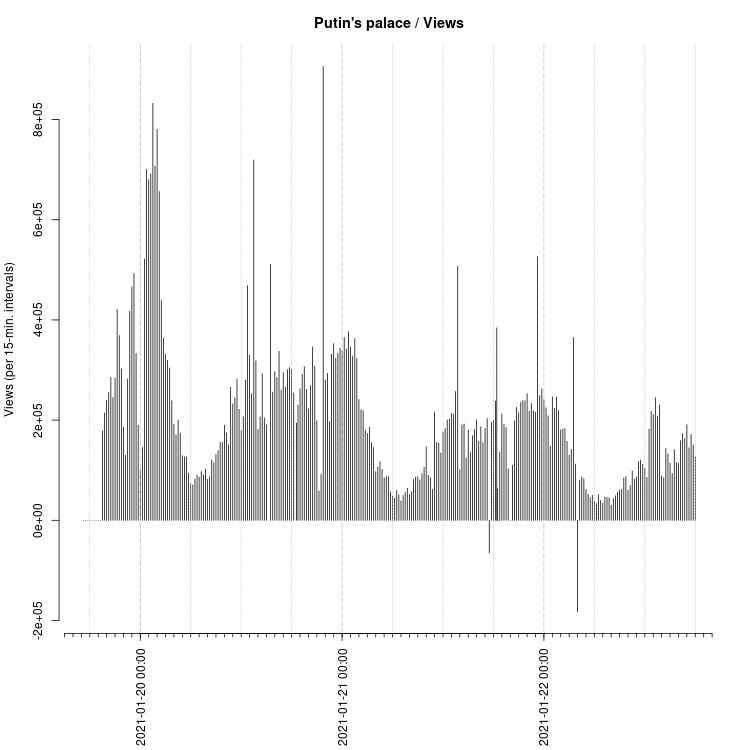 Putin's palace / Views
Views (per 15-min. intervals)
8e+05
6e+05
4e+05
2e+05
0e+00
-2e+05
2021-01-20 00:00
2021-01-21 00:00
2021-01-22 00:00